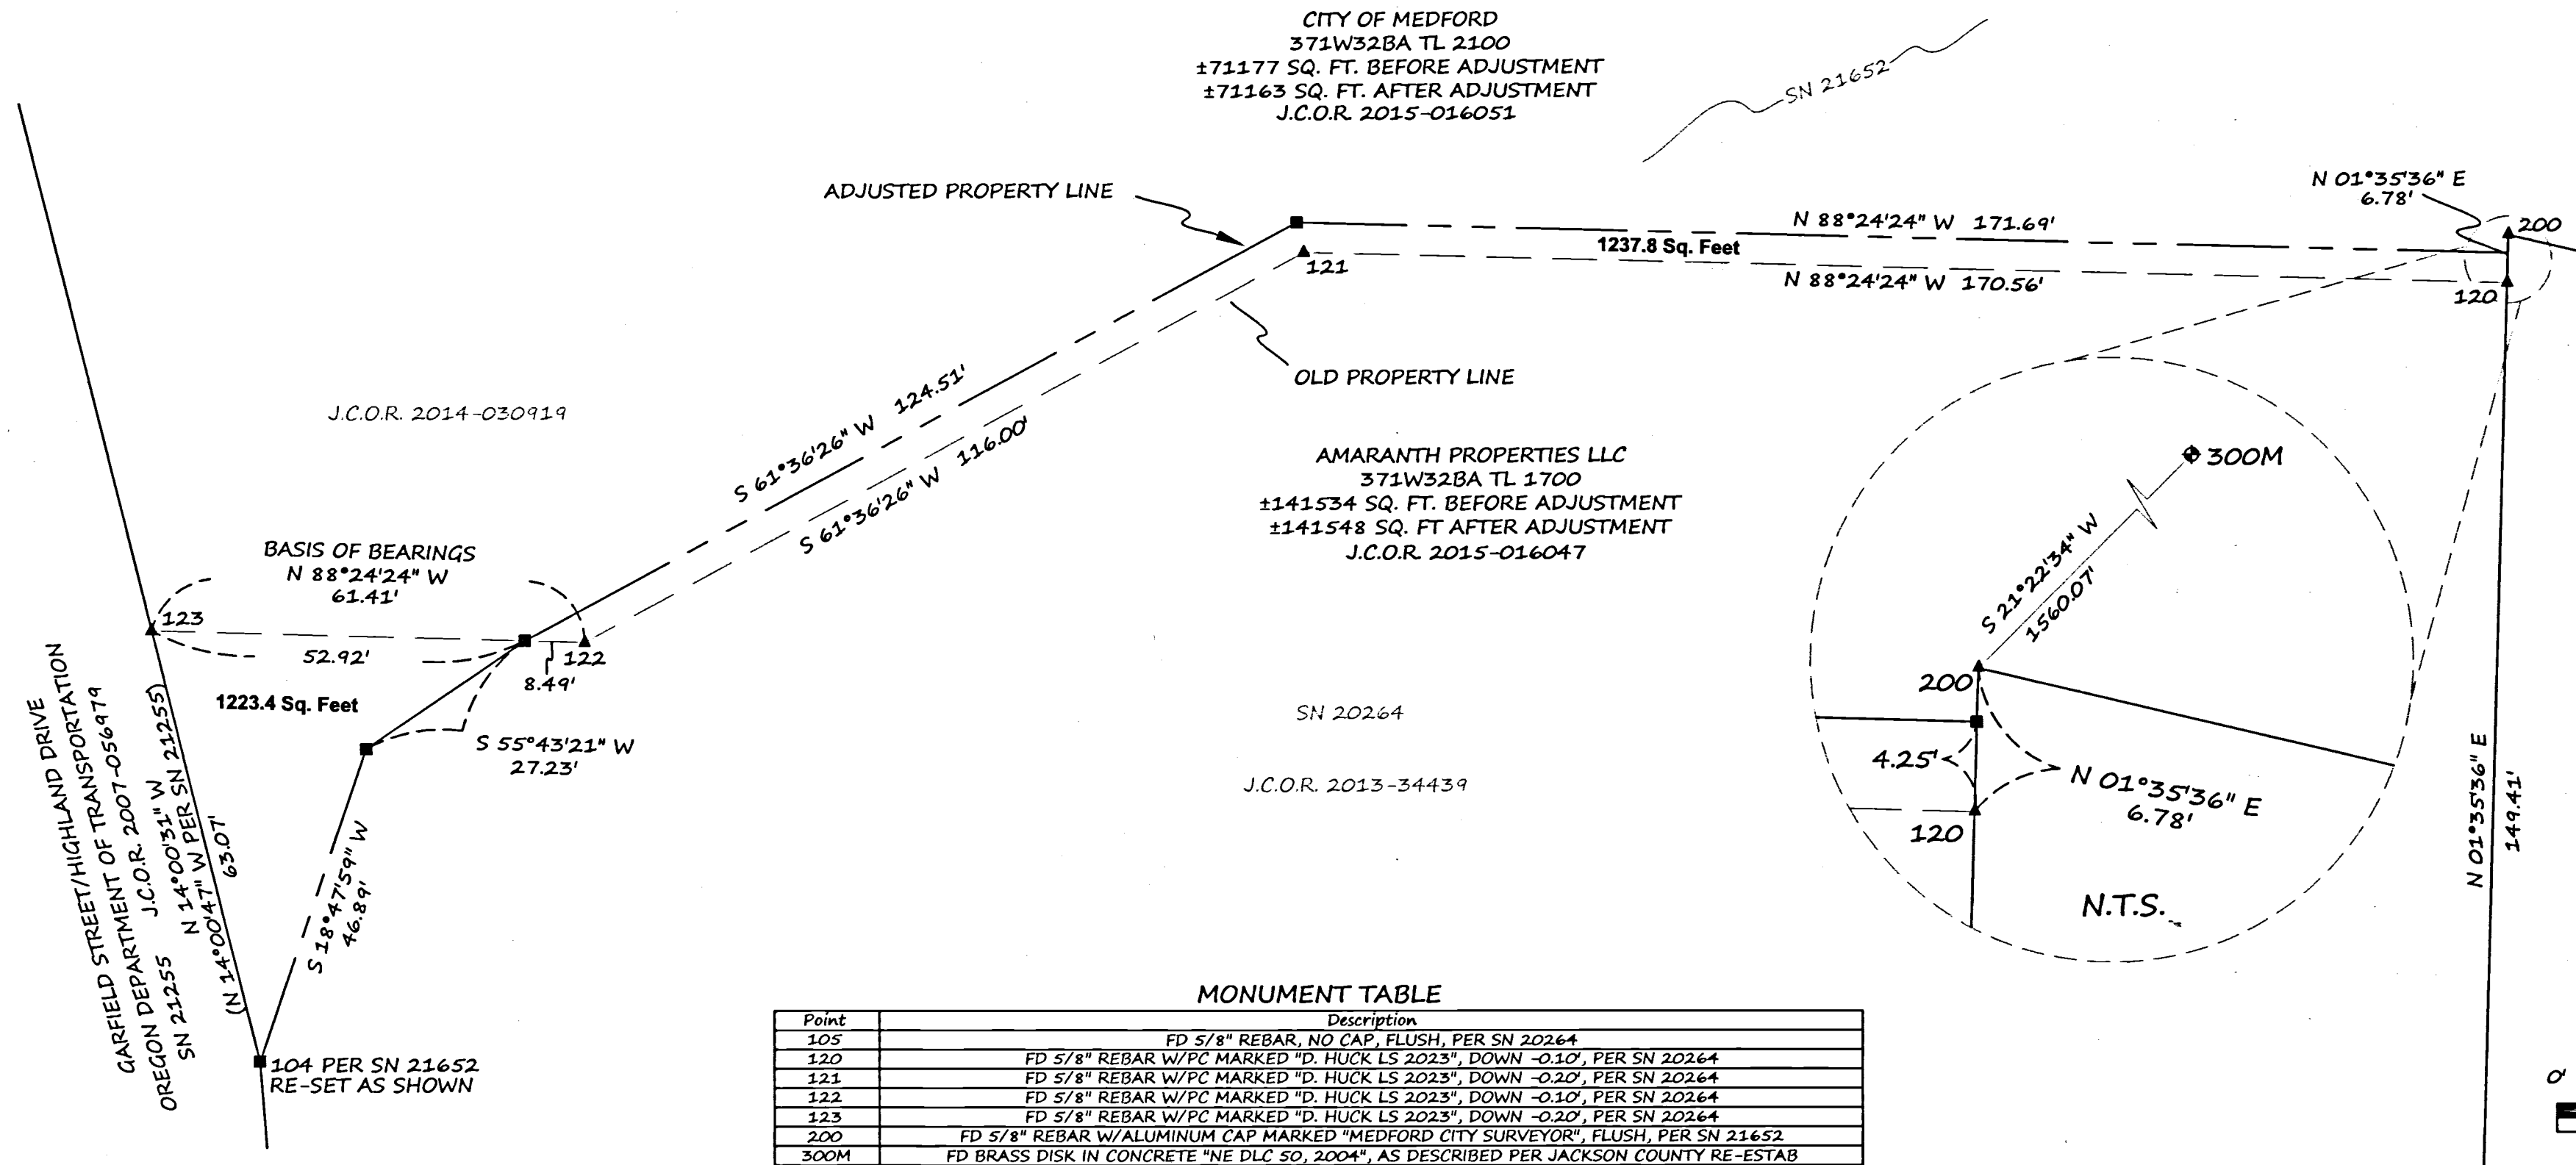 CITY OF MEDFORD
371W32BA TL 2100
±71177 SQ. FT. BEFORE ADJUSTMENT
±71163 SQ. FT. AFTER ADJUSTMENT
J.C.O.R. 2015-016051
SN 21652
ADJUSTED PROPERTY LINE
N 01°35'36" E
6.78'
200
N 88°24'24" W 171.69'
1237.8 Sq. Feet
121
N 88°24'24" W 170.56'
120
OLD PROPERTY LINE
J.C.O.R. 2014-030919
S 61°36'26" W 124.51'
S 61°36'26" W 116.00'
AMARANTH PROPERTIES LLC
371W32BA TL 1700
±141534 SQ. FT. BEFORE ADJUSTMENT
±141548 SQ. FT AFTER ADJUSTMENT
J.C.O.R. 2015-016047
300M
S 21°22'34" W
1560.07'
BASIS OF BEARINGS
N 88°24'24" W
61.41'
123
52.92'
122
8.49'
1223.4 Sq. Feet
S 55°43'21" W
27.23'
SN 20264
J.C.O.R. 2013-34439
200
4.25'
N 01°35'36" E
6.78'
120
N.T.S.
N 01°35'36" E
149.41'
GARFIELD STREET/HIGHLAND DRIVE
OREGON DEPARTMENT OF TRANSPORTATION
SN 21255 J.C.O.R. 2007-056979
N 14°00'31" W
(N 14°00'47" W PER SN 21255)
63.07'
S 18°47'59" W
46.89'
104 PER SN 21652
RE-SET AS SHOWN
MONUMENT TABLE
Point Description
105 FD 5/8" REBAR, NO CAP, FLUSH, PER SN 20264
120 FD 5/8" REBAR W/PC MARKED "D. HUCK LS 2023", DOWN -0.10', PER SN 20264
121 FD 5/8" REBAR W/PC MARKED "D. HUCK LS 2023", DOWN -0.20', PER SN 20264
122 FD 5/8" REBAR W/PC MARKED "D. HUCK LS 2023", DOWN -0.10', PER SN 20264
123 FD 5/8" REBAR W/PC MARKED "D. HUCK LS 2023", DOWN -0.20', PER SN 20264
200 FD 5/8" REBAR W/ALUMINUM CAP MARKED "MEDFORD CITY SURVEYOR", FLUSH, PER SN 21652
300M FD BRASS DISK IN CONCRETE "NE DLC 50, 2004", AS DESCRIBED PER JACKSON COUNTY RE-ESTAB
0'